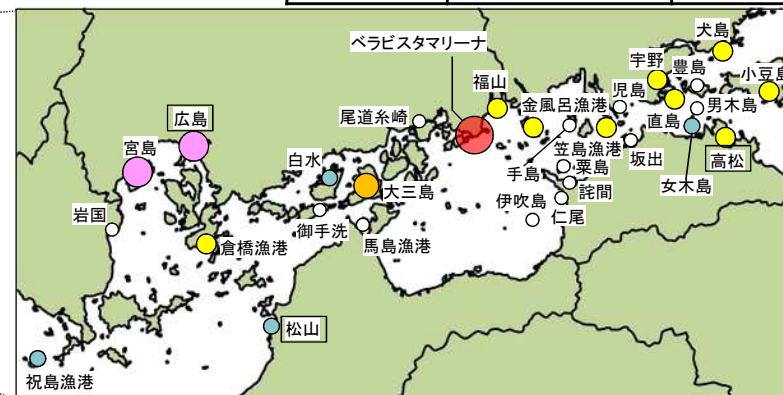 犬島
ベラビスタマリーナ
宇野
豊島
小豆島
福山
児島
尾道糸崎
金風呂漁港
男木島
広島
直島
宮島
白水
笠島漁港
坂出
高松
手島
粟島
大三島
詫間
女木島
岩国
伊吹島
仁尾
御手洗
馬島漁港
倉橋漁港
松山
祝島漁港